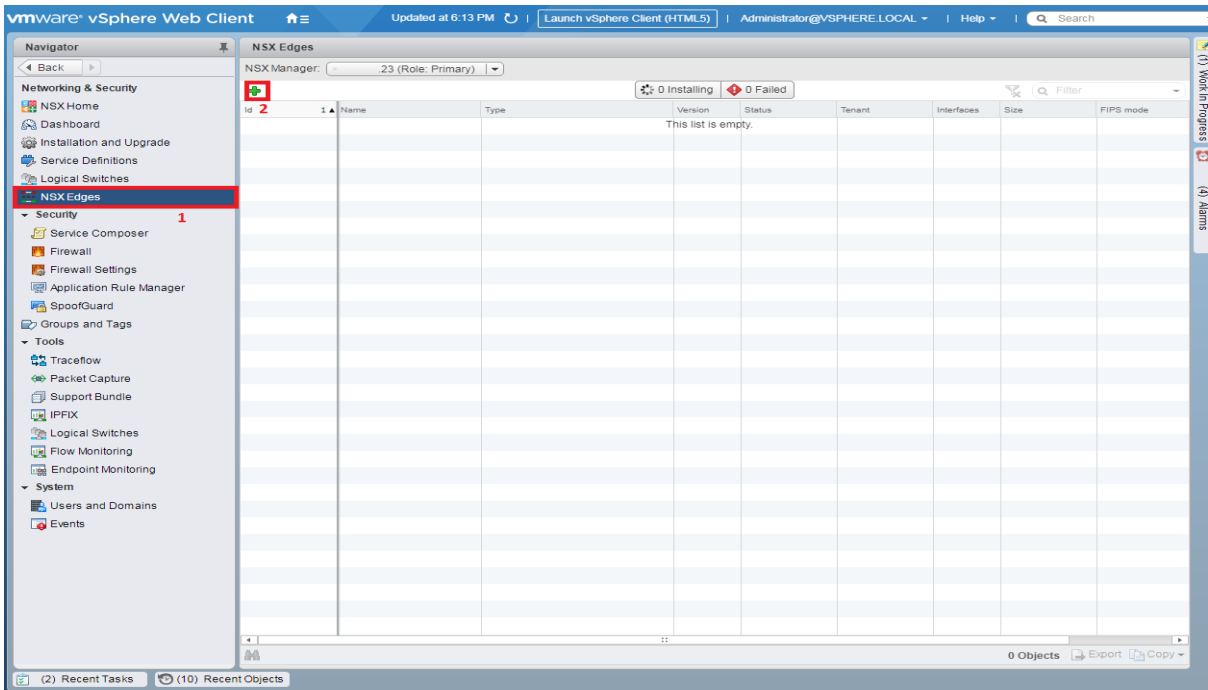 vmware® vSphere Web Client
Updated at 6:13 PM
Launch vSphere Client (HTML5)
Administrator@VSPHERE.LOCAL
Help
Search
Navigator
Back
Networking & Security
NSX Home
Dashboard
Installation and Upgrade
Service Definitions
Logical Switches
NSX Edges
1
Security
Service Composer
Firewall
Firewall Settings
Application Rule Manager
SpoofGuard
Groups and Tags
Tools
Traceflow
Packet Capture
Support Bundle
IPFIX
Logical Switches
Flow Monitoring
Endpoint Monitoring
System
Users and Domains
Events
NSX Edges
NSX Manager: .23 (Role: Primary)
0 Installing 0 Failed
Filter
2
Id 1 Name Type Version Status Tenant Interfaces Size FIPS mode
This list is empty.
0 Objects Export Copy
(1) Work In Progress
(4) Alarms
(2) Recent Tasks (10) Recent Objects